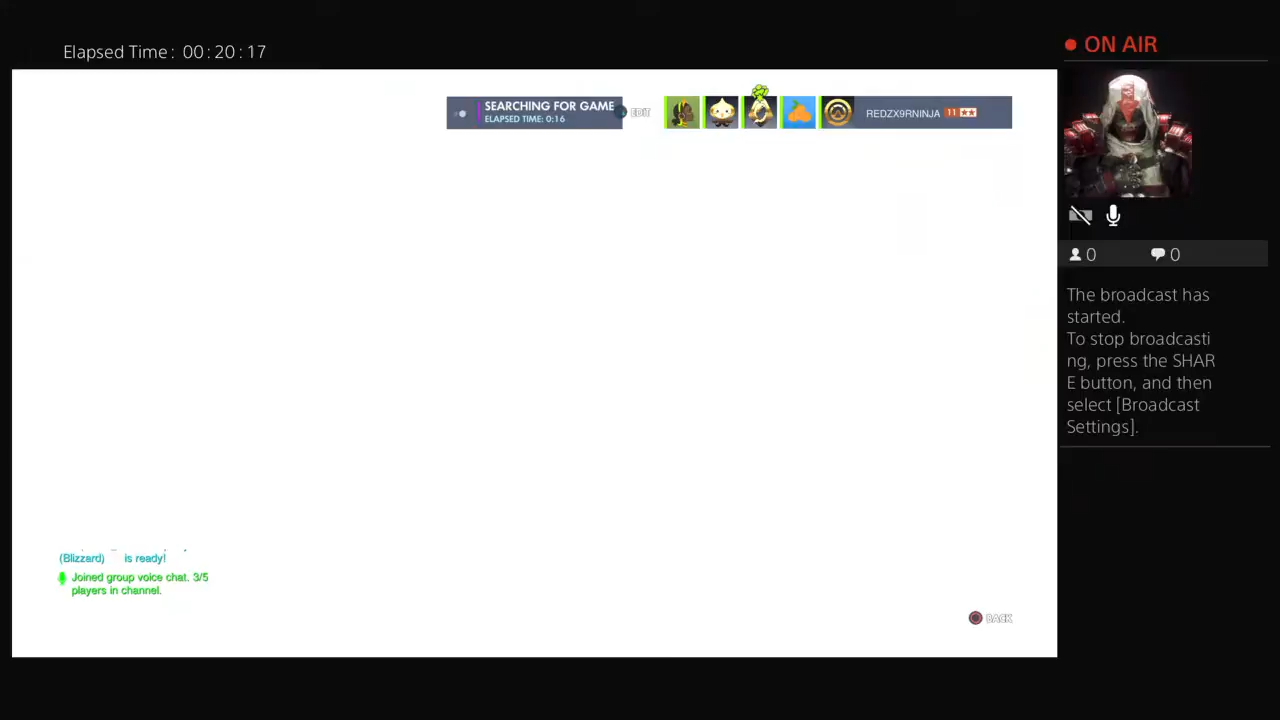 Elapsed Time: 00:20:17
ON AIR
SEARCHING FOR GAME
ELAPSED TIME: 0:16
EDIT
REDZX9RNINJA 11
0 0
The broadcast has
started.
To stop broadcasti
ng, press the SHAR
E button, and then
select [Broadcast
Settings].
(Blizzard) is ready!
Joined group voice chat. 3/5
players in channel.
BACK